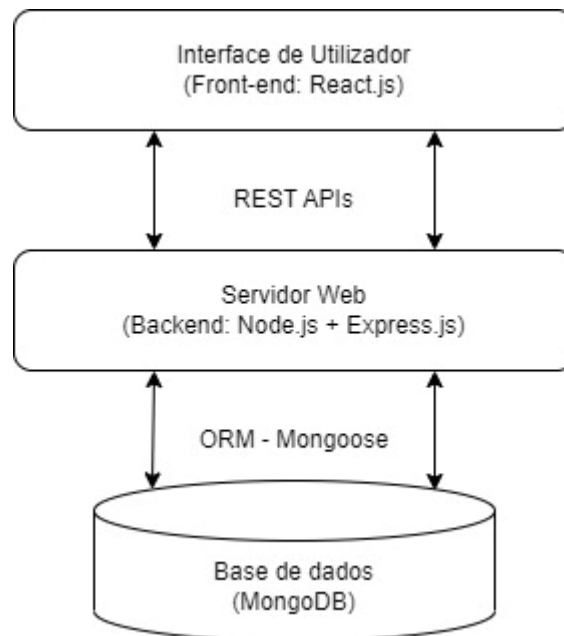 Interface de Utilizador
(Front-end: React.js)
REST APIs
Servidor Web
(Backend: Node.js + Express.js)
ORM - Mongoose
Base de dados
(MongoDB)